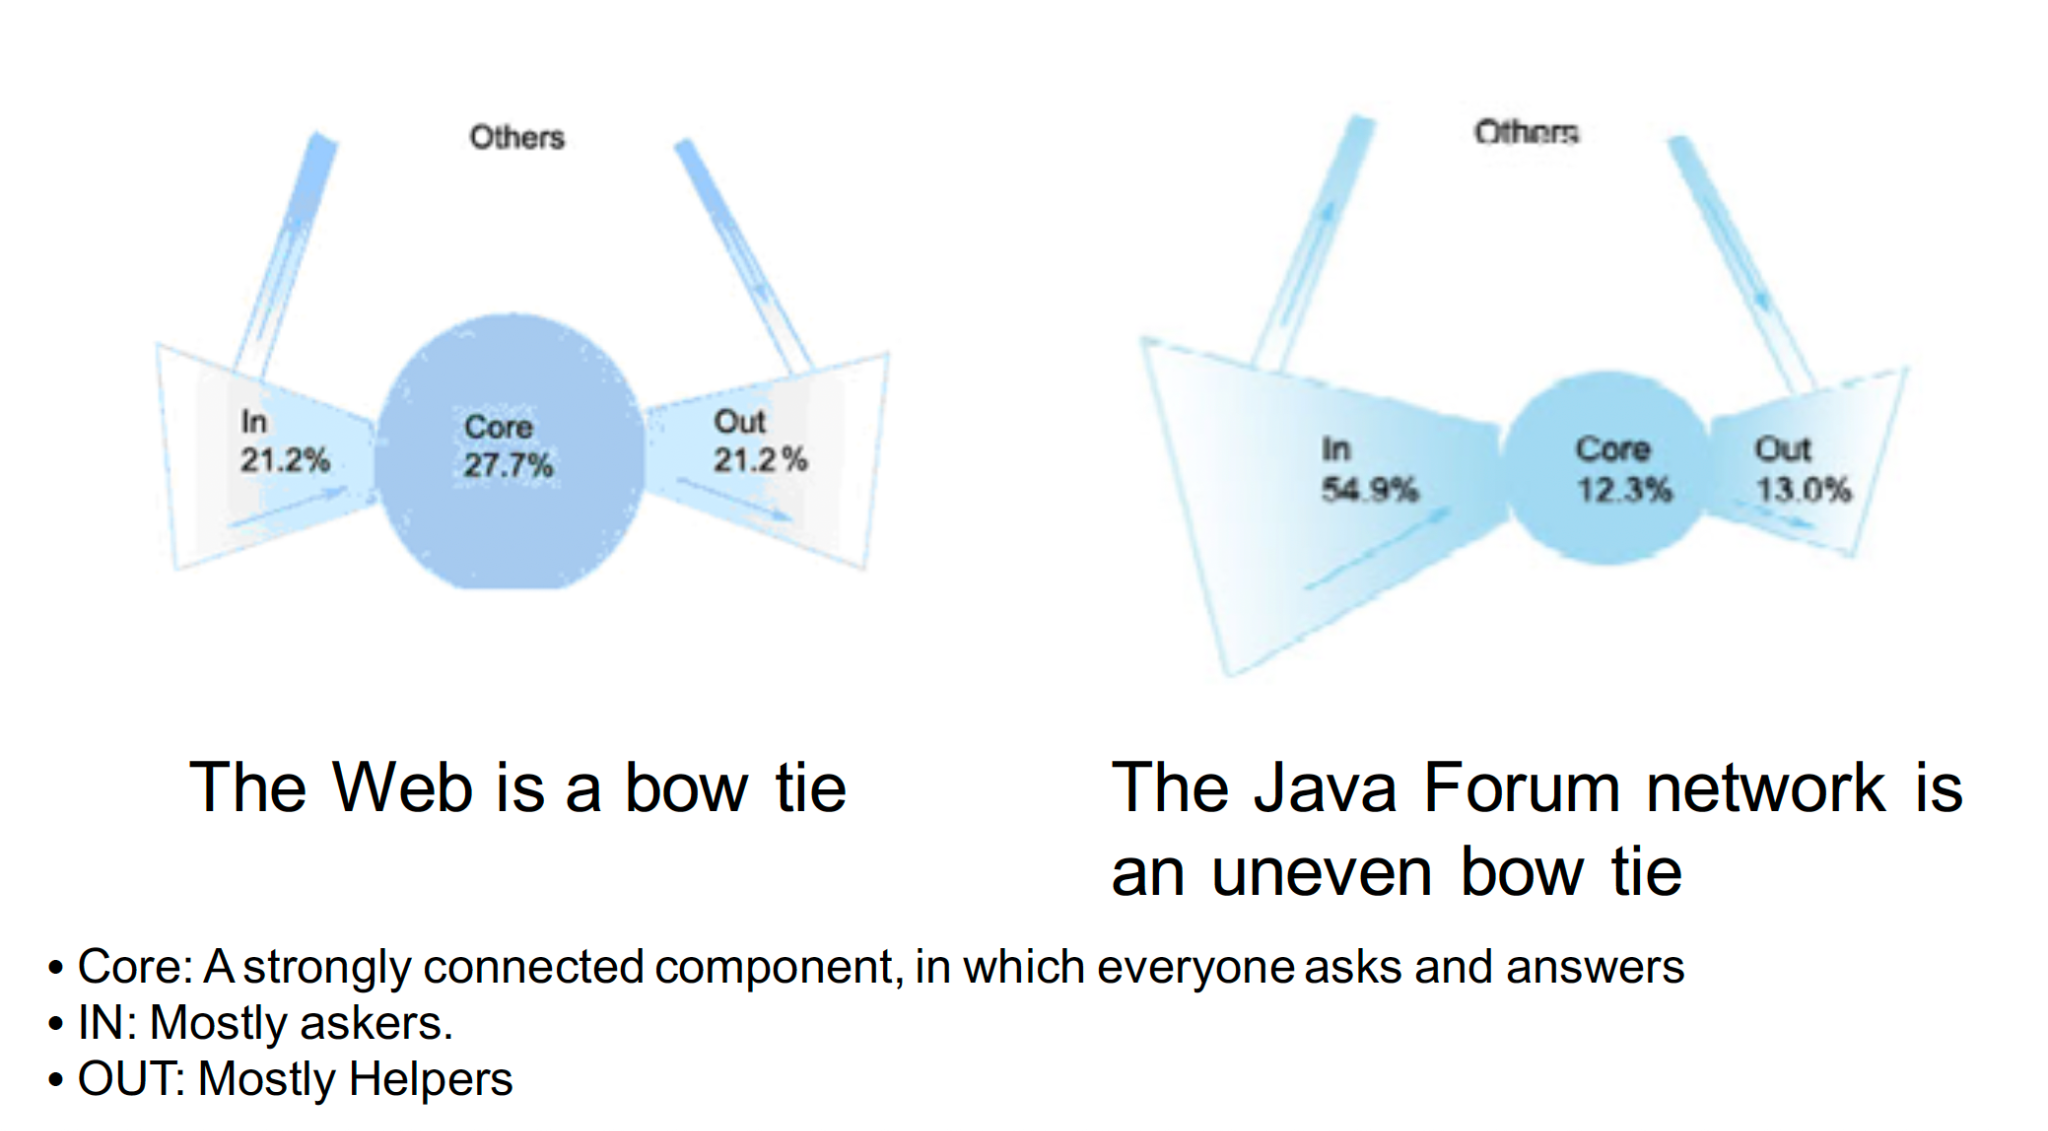 Others
In
21.2%
Core
27.7%
Out
21.2%
The Web is a bow tie
Others
In
54.9%
Core
12.3%
Out
13.0%
The Java Forum network is
an uneven bow tie
• Core: A strongly connected component, in which everyone asks and answers
• IN: Mostly askers.
• OUT: Mostly Helpers